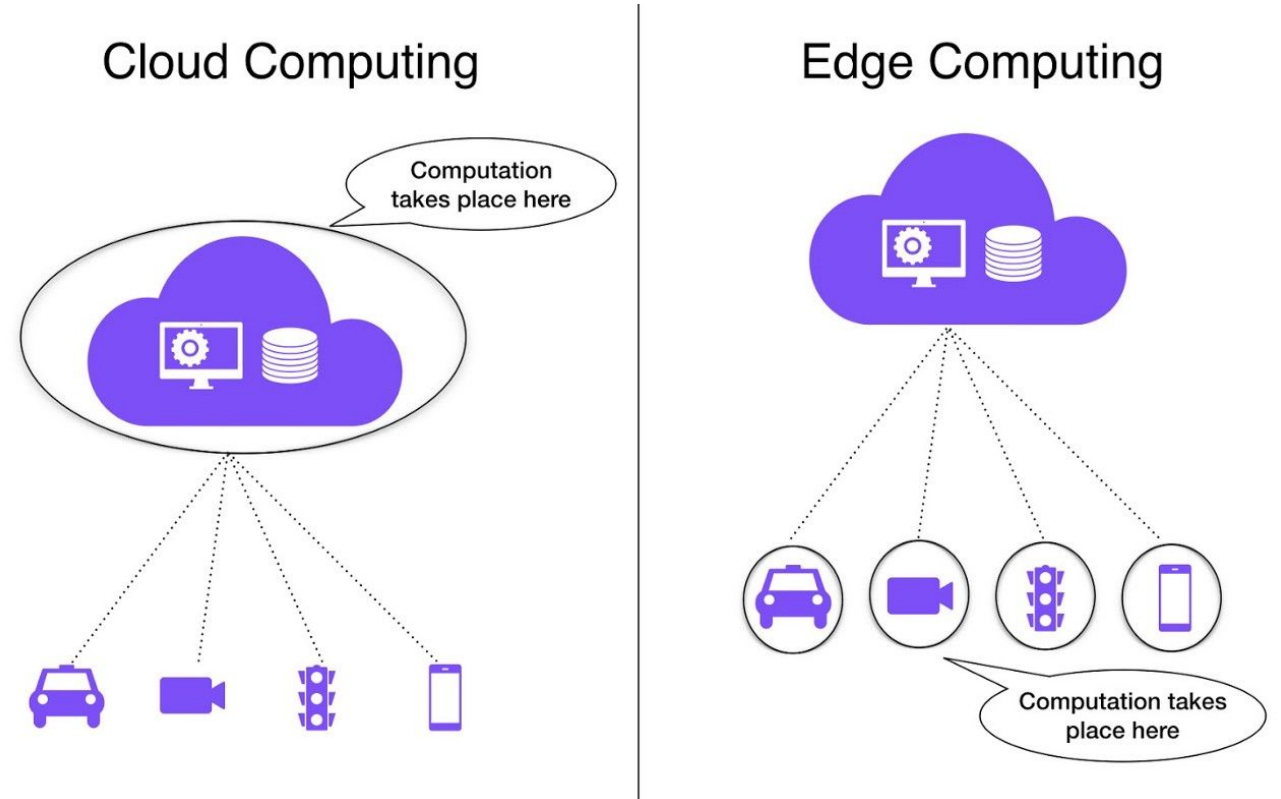 Cloud Computing
Computation
takes place here
Edge Computing
Computation takes
place here